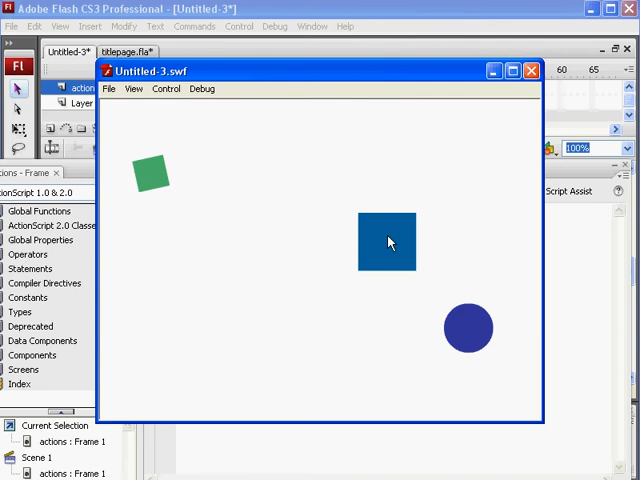 Adobe Flash CS3 Professional - [Untitled-3*]
File Edit View Insert Modify Text Commands Control Debug Window Help
Untitled-3* titlepage.fla*
Fl
Untitled-3.swf
60 65
File View Control Debug
Layer
100%
ons - Frame ×
ActionScript 1.0 & 2.0
Script Assist
Global Functions
ActionScript 2.0 Classe
Global Properties
Operators
Statements
Compiler Directives
Constants
Types
Deprecated
Data Components
Components
Screens
Index
Current Selection
actions : Frame 1
Scene 1
actions : Frame 1